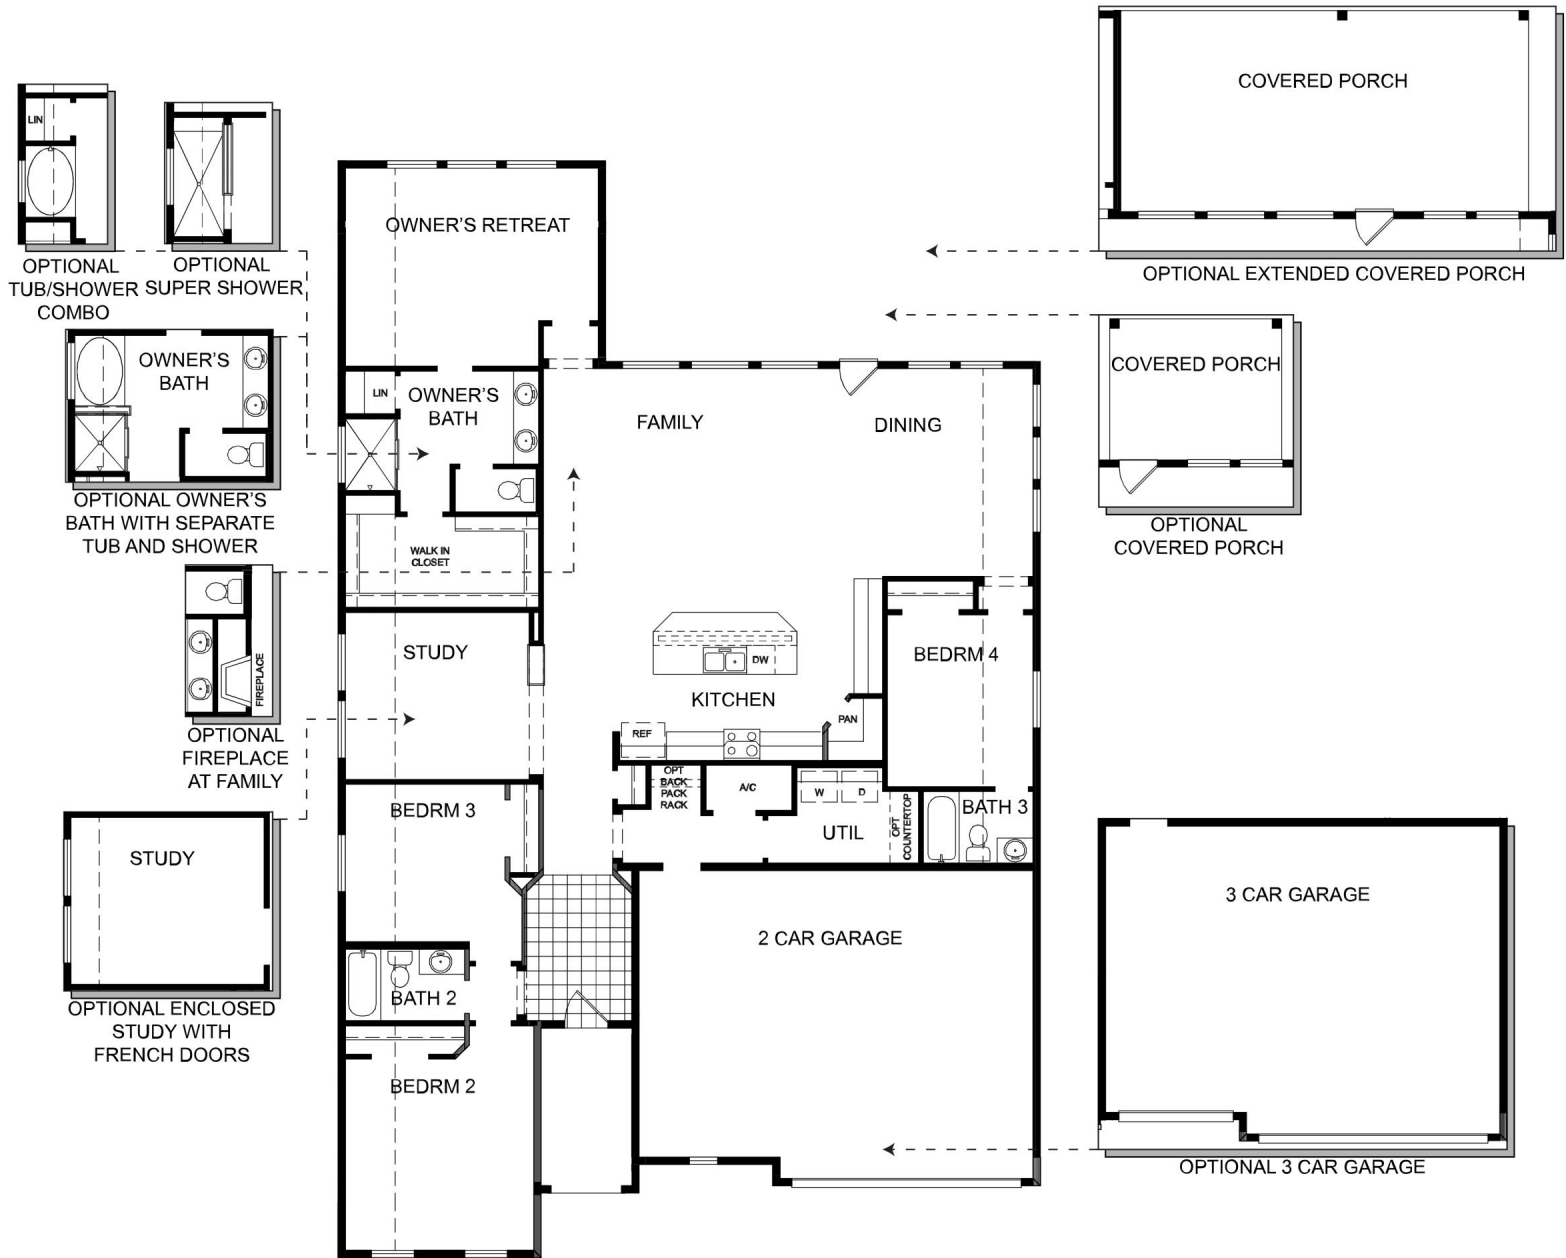 COVERED PORCH
OPTIONAL EXTENDED COVERED PORCH
LIN
OPTIONAL
TUB/SHOWER
COMBO
OPTIONAL
SUPER SHOWER
OWNER'S RETREAT
COVERED PORCH
OPTIONAL
COVERED PORCH
OWNER'S
BATH
OPTIONAL OWNER'S
BATH WITH SEPARATE
TUB AND SHOWER
LIN
OWNER'S
BATH
FAMILY
DINING
WALK IN
CLOSET
FIREPLACE
OPTIONAL
FIREPLACE
AT FAMILY
STUDY
DW
KITCHEN
BEDRM 4
REF
PAN
OPT
BACK
PACK
RACK
A/C
W
D
UTIL
OPT
COUNTERTOP
BATH 3
BEDRM 3
STUDY
OPTIONAL ENCLOSED
STUDY WITH
FRENCH DOORS
2 CAR GARAGE
3 CAR GARAGE
OPTIONAL 3 CAR GARAGE
BATH 2
BEDRM 2